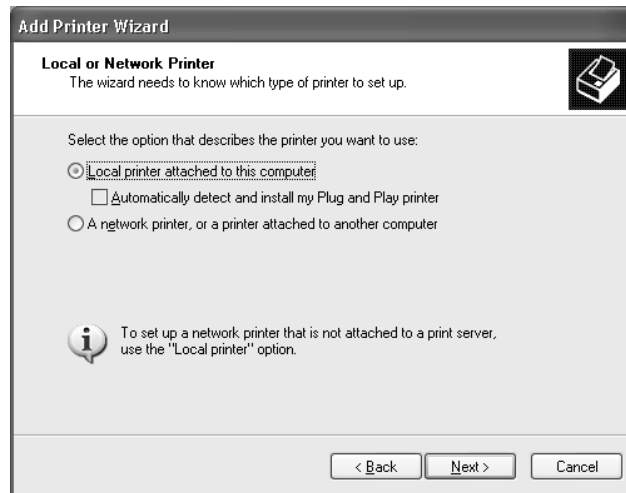 Add Printer Wizard
Local or Network Printer
The wizard needs to know which type of printer to set up.
Select the option that describes the printer you want to use:
Local printer attached to this computer
Automatically detect and install my Plug and Play printer
A network printer, or a printer attached to another computer
To set up a network printer that is not attached to a print server,
use the "Local printer" option.
< Back Next > Cancel